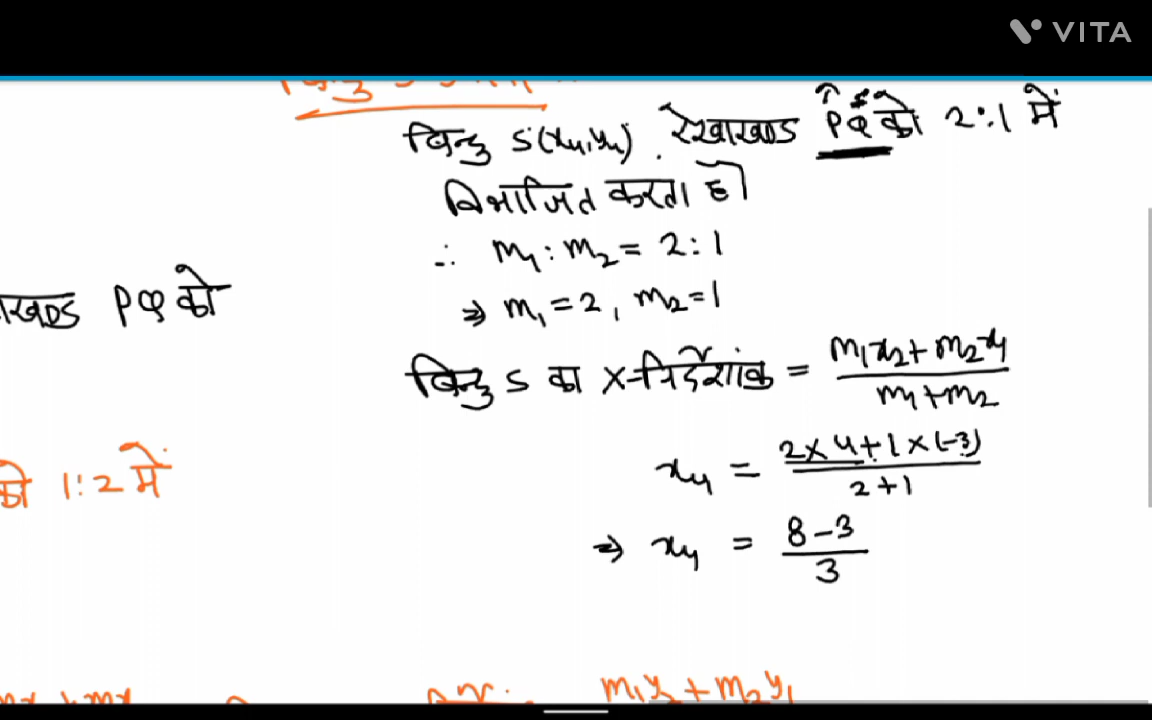 VITA
बिन्दु S(x₄,y₄). रेखाखण्ड PQ को 2:1 में
विभाजित करता है।
∴ m₁ : m₂ = 2 : 1
⇒ m₁ = 2, m₂ = 1
खण्ड PQ को
बिन्दु S का x-निर्देशांक = (m₁x₂ + m₂x₁)/(m₁ + m₂)
x₄ = (2×4+1×(-3))/(2+1)
को 1:2 में
⇒ x₄ = (8-3)/3
m₁y₂ + m₂y₁